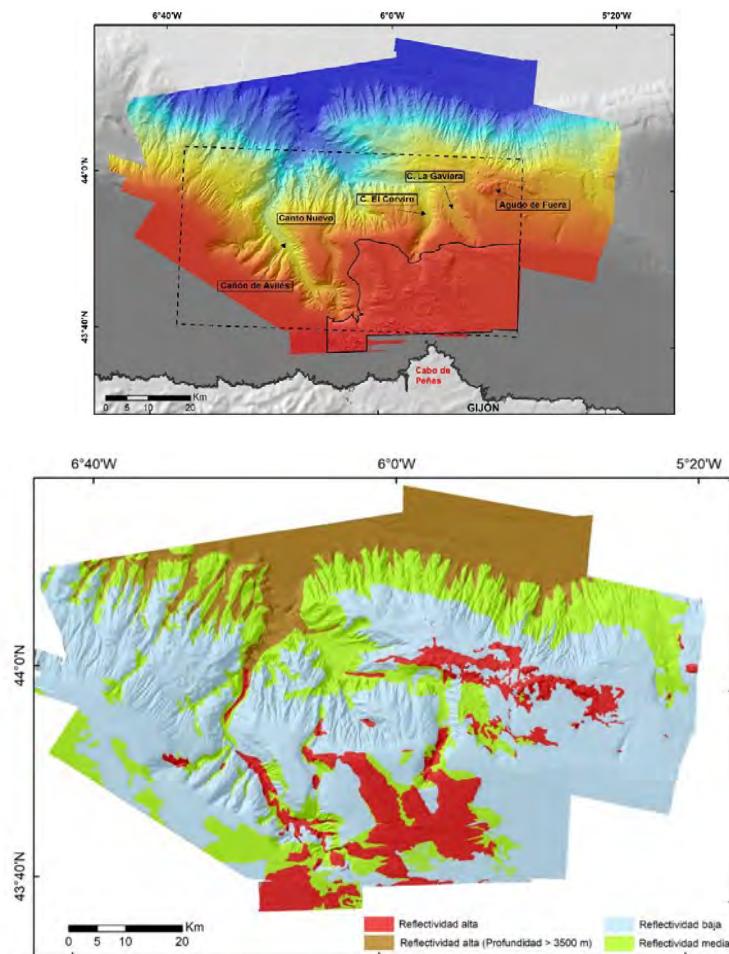 6°40'W 6°0'W 5°20'W
44°0'N
C. La Gaviera
C. El Corviro
Agudo de Fuera
Canto Nuevo
Cañón de Avilés
43°40'N
Cabo de
Peñas
Km
0 5 10 20
GIJÓN
6°40'W 6°0'W 5°20'W
44°0'N
43°40'N
Km
0 5 10 20
Reflectividad alta
Reflectividad baja
Reflectividad alta (Profundidad > 3500 m)
Reflectividad media